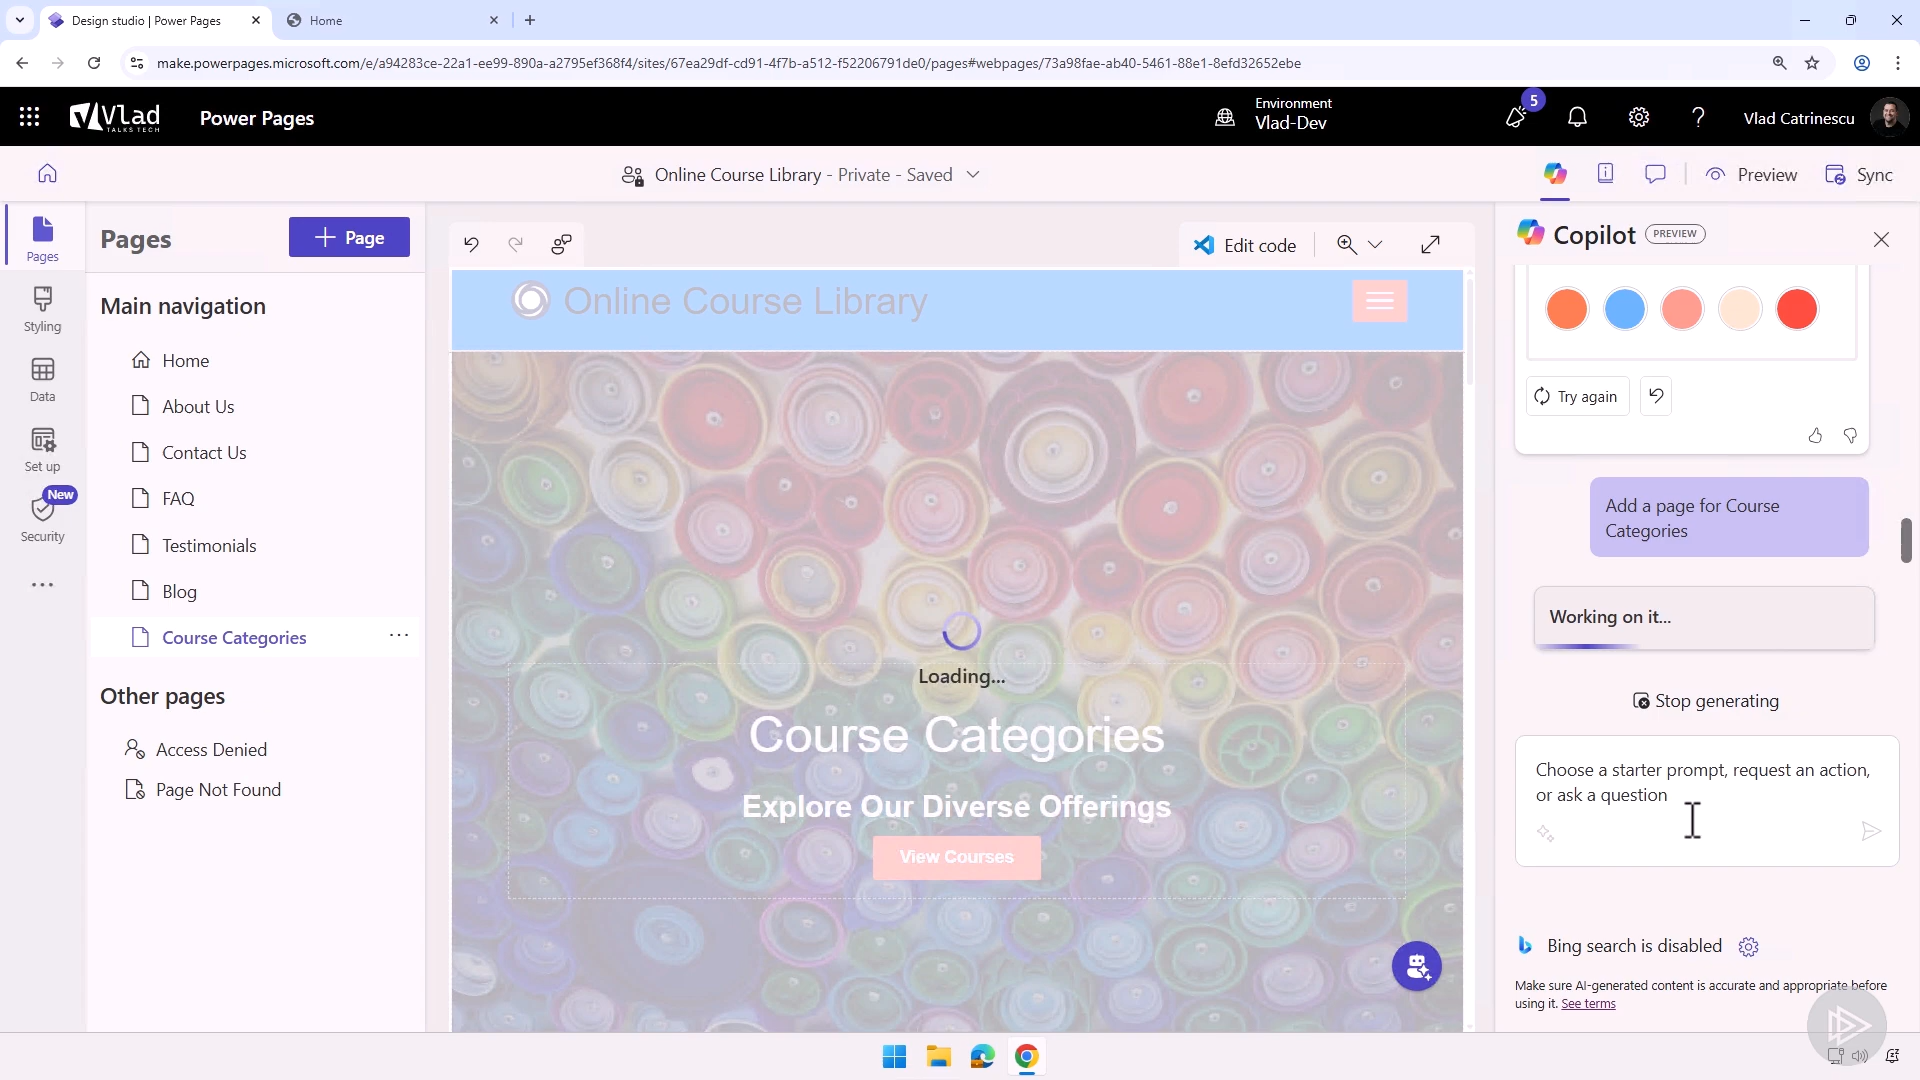 Design studio | Power Pages
Home
make.powerpages.microsoft.com/e/a94283ce-22a1-ee99-890a-a2795ef368f4/sites/67ea29df-cd91-4f7b-a512-f52206791de0/pages#webpages/73a98fae-ab40-5461-88e1-8efd32652ebe
Vlad
TALKS TECH
Power Pages
Environment
Vlad-Dev
5
Vlad Catrinescu
Online Course Library - Private - Saved
Preview
Sync
Pages
Styling
Data
Set up
New
Security
Pages
Page
Main navigation
Home
About Us
Contact Us
FAQ
Testimonials
Blog
Course Categories
Other pages
Access Denied
Page Not Found
Edit code
Online Course Library
Loading...
Course Categories
Explore Our Diverse Offerings
View Courses
Copilot
PREVIEW
Try again
Add a page for Course
Categories
Working on it...
Stop generating
Choose a starter prompt, request an action,
or ask a question
Bing search is disabled
Make sure AI-generated content is accurate and appropriate before
using it. See terms